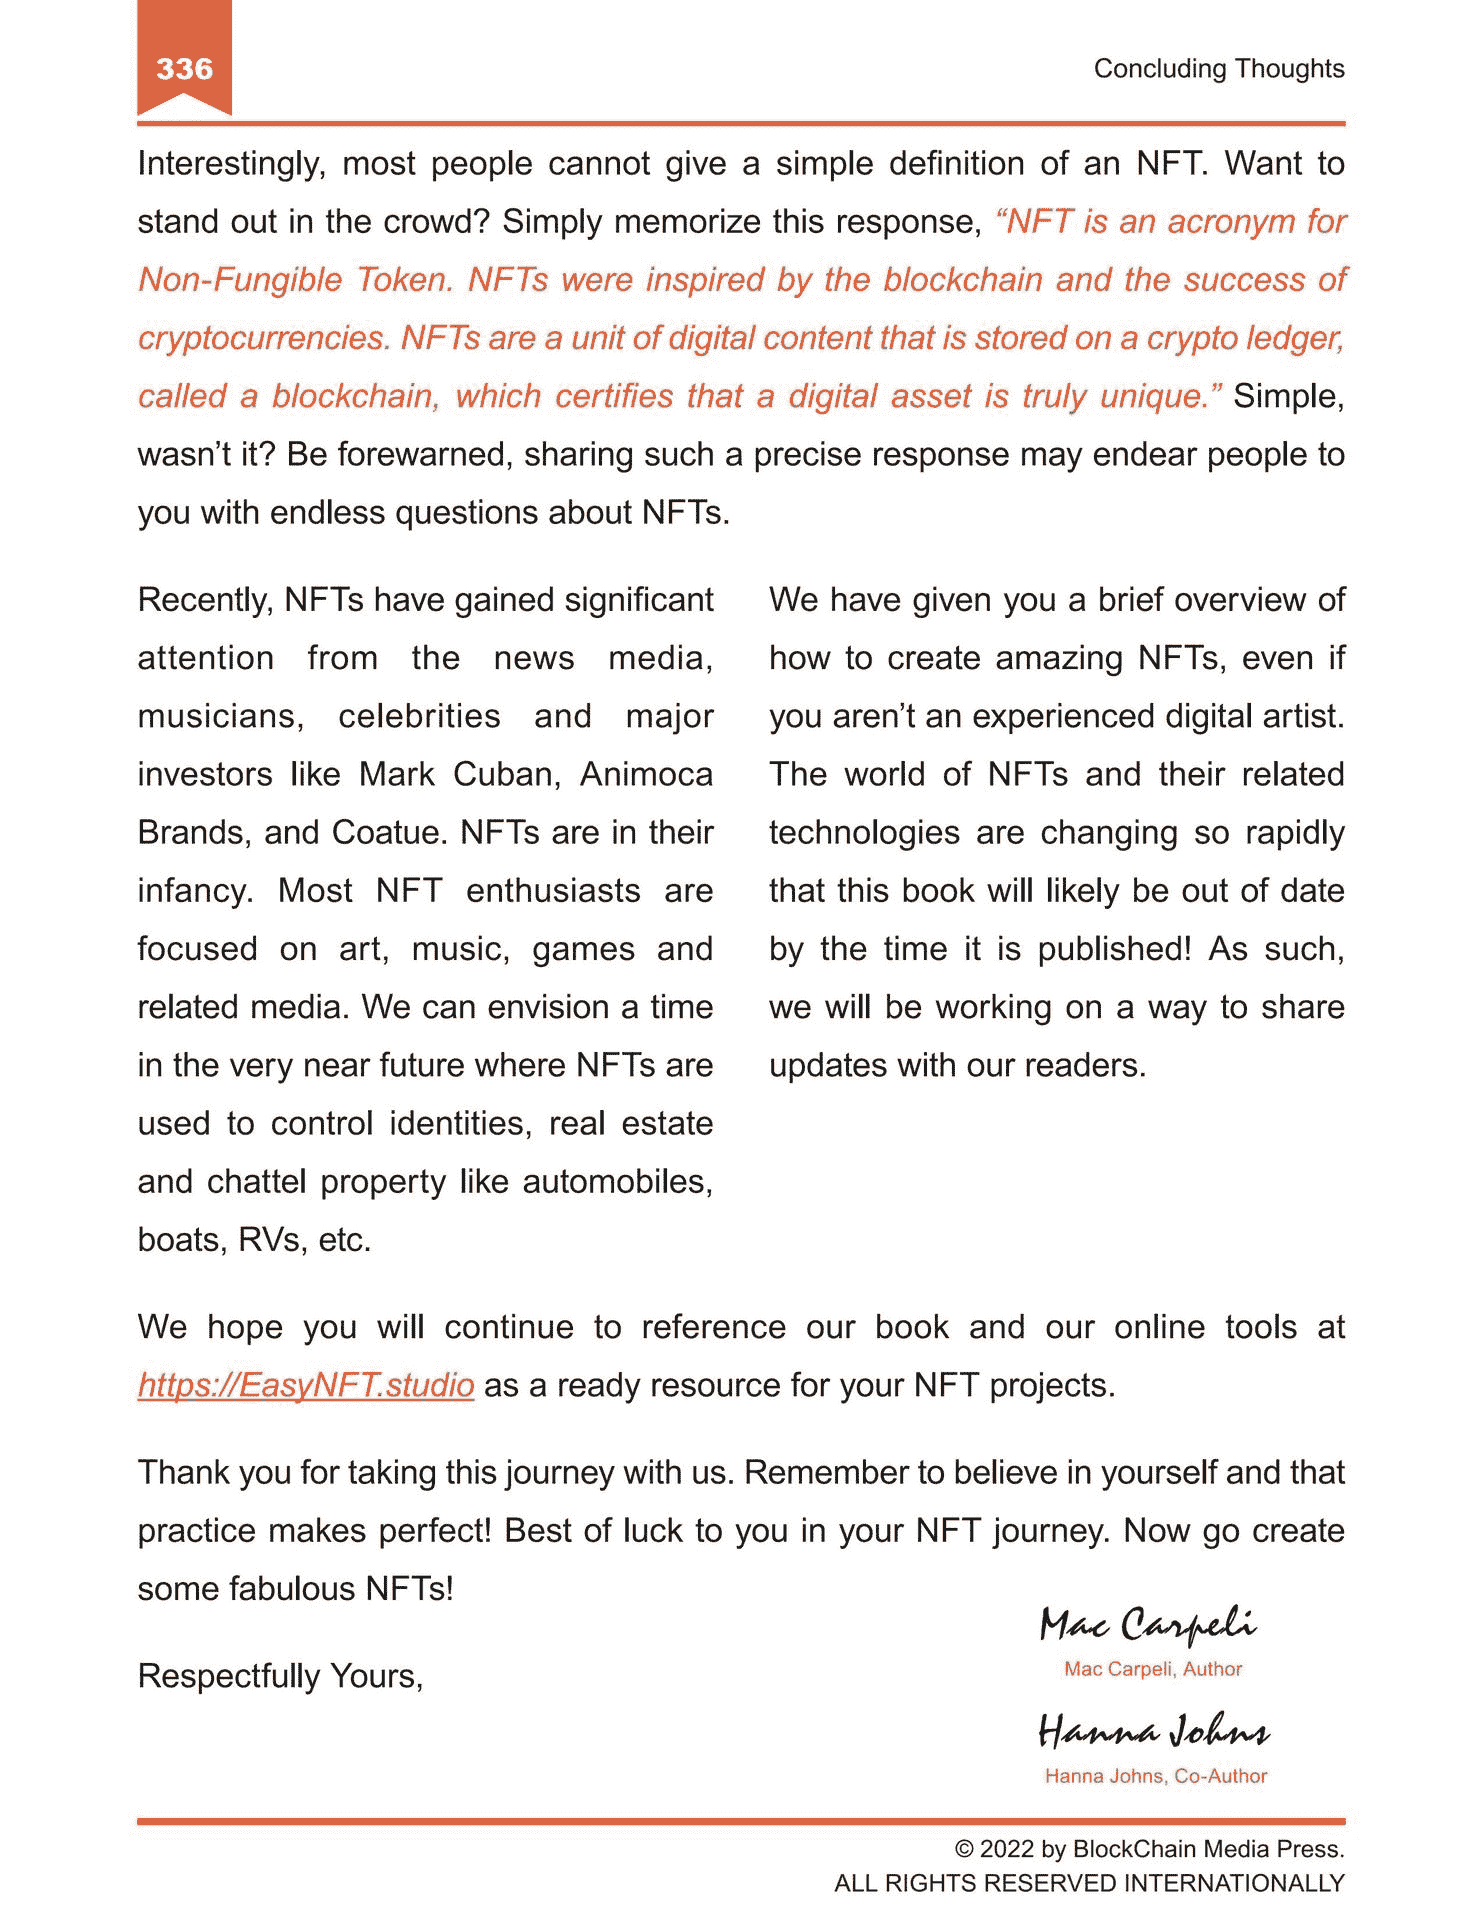 336
Concluding Thoughts
Interestingly, most people cannot give a simple definition of an NFT. Want to
stand out in the crowd? Simply memorize this response, “NFT is an acronym for
Non-Fungible Token. NFTs were inspired by the blockchain and the success of
cryptocurrencies. NFTs are a unit of digital content that is stored on a crypto ledger,
called a blockchain, which certifies that a digital asset is truly unique.” Simple,
wasn’t it? Be forewarned, sharing such a precise response may endear people to
you with endless questions about NFTs.
Recently, NFTs have gained significant
attention from the news media,
musicians, celebrities and major
investors like Mark Cuban, Animoca
Brands, and Coatue. NFTs are in their
infancy. Most NFT enthusiasts are
focused on art, music, games and
related media. We can envision a time
in the very near future where NFTs are
used to control identities, real estate
and chattel property like automobiles,
boats, RVs, etc.
We have given you a brief overview of
how to create amazing NFTs, even if
you aren’t an experienced digital artist.
The world of NFTs and their related
technologies are changing so rapidly
that this book will likely be out of date
by the time it is published! As such,
we will be working on a way to share
updates with our readers.
We hope you will continue to reference our book and our online tools at
https://EasyNFT.studio as a ready resource for your NFT projects.
Thank you for taking this journey with us. Remember to believe in yourself and that
practice makes perfect! Best of luck to you in your NFT journey. Now go create
some fabulous NFTs!
Respectfully Yours,
Mac Carpeli
Mac Carpeli, Author
Hanna Johns
Hanna Johns, Co-Author
© 2022 by BlockChain Media Press.
ALL RIGHTS RESERVED INTERNATIONALLY